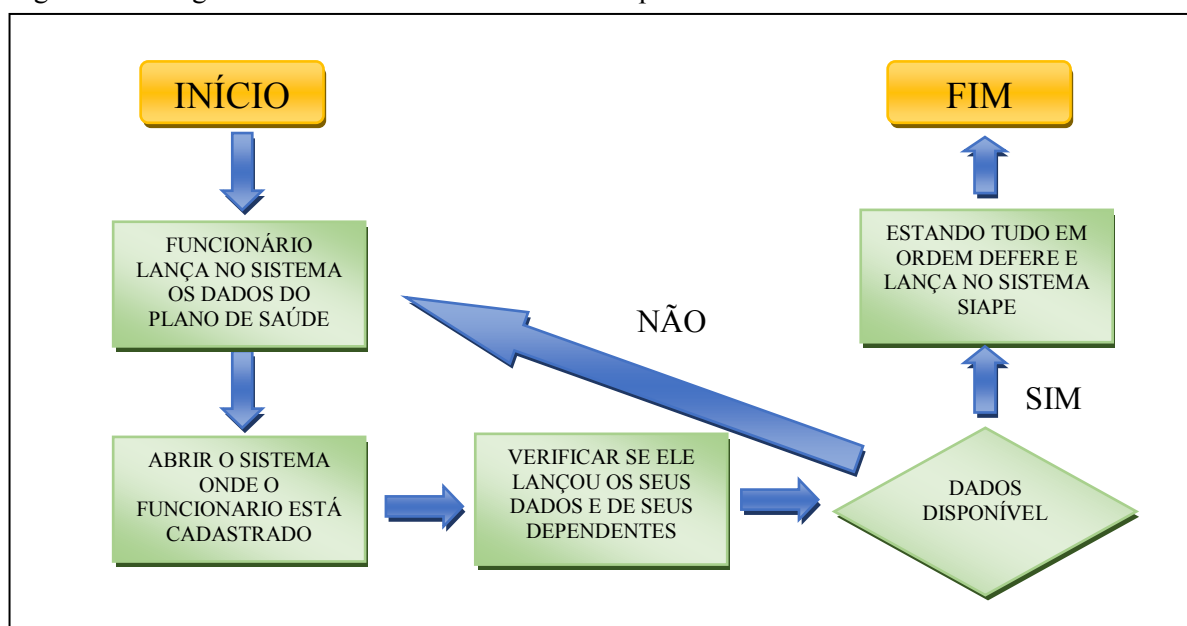 INÍCIO
FUNCIONÁRIO
LANÇA NO SISTEMA
OS DADOS DO
PLANO DE SAÚDE
ABRIR O SISTEMA
ONDE O
FUNCIONARIO ESTÁ
CADASTRADO
VERIFICAR SE ELE
LANÇOU OS SEUS
DADOS E DE SEUS
DEPENDENTES
DADOS
DISPONÍVEL
NÃO
SIM
ESTANDO TUDO EM
ORDEM DEFERE E
LANÇA NO SISTEMA
SIAPE
FIM